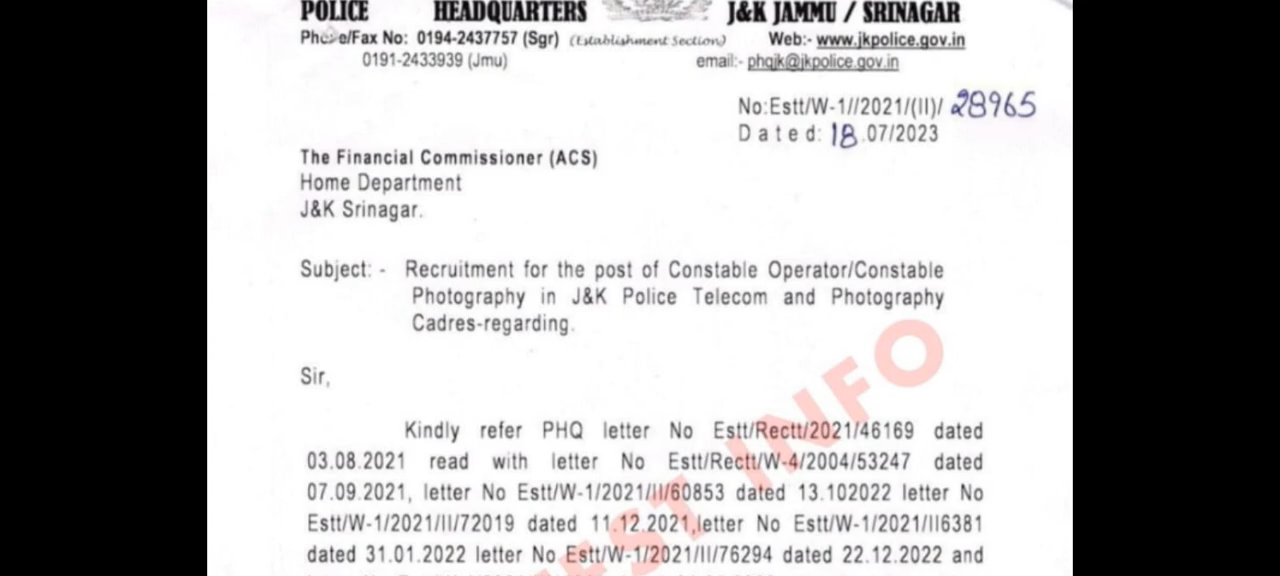 POLICE HEADQUARTERS J&K JAMMU / SRINAGAR
Phone/Fax No: 0194-2437757 (Sgr) (Establishment Section) Web:- www.jkpolice.gov.in
0191-2433939 (Jmu) email:- phqjk@jkpolice.gov.in
No:Estt/W-1//2021/(II)/ 28965
Dated: 18.07/2023
The Financial Commissioner (ACS)
Home Department
J&K Srinagar.
Subject: - Recruitment for the post of Constable Operator/Constable
Photography in J&K Police Telecom and Photography
Cadres-regarding.
Sir,
Kindly refer PHQ letter No Estt/Rectt/2021/46169 dated
03.08.2021 read with letter No Estt/Rectt/W-4/2004/53247 dated
07.09.2021, letter No Estt/W-1/2021/II/60853 dated 13.102022 letter No
Estt/W-1/2021/II/72019 dated 11.12.2021,letter No Estt/W-1/2021/II6381
dated 31.01.2022 letter No Estt/W-1/2021/II/76294 dated 22.12.2022 and
INFO